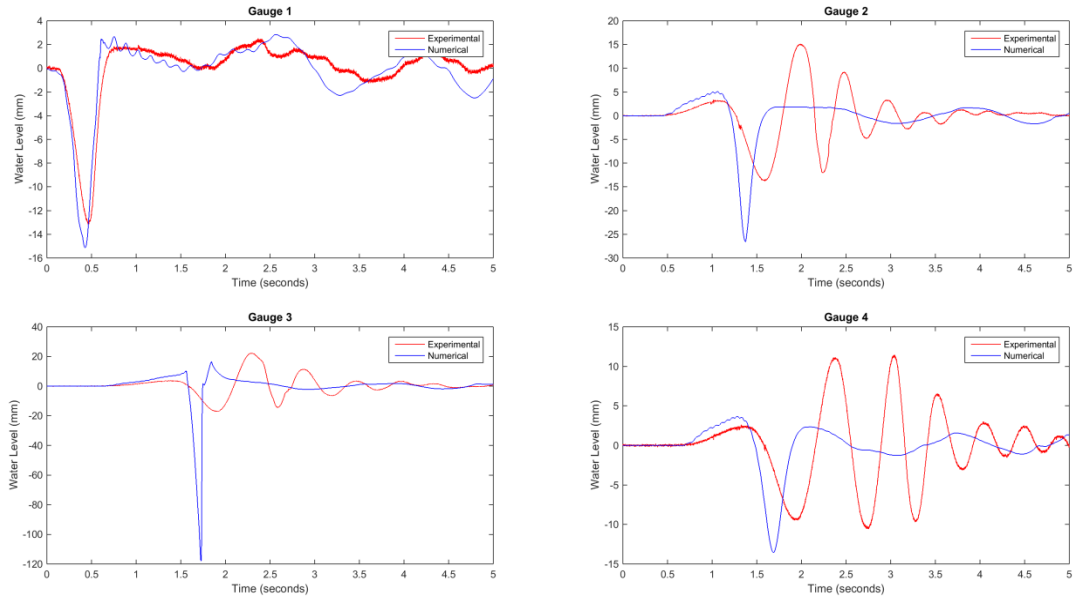 Gauge 1
Experimental
Numerical
Water Level (mm)
4
2
0
-2
-4
-6
-8
-10
-12
-14
-16
0 0.5 1 1.5 2 2.5 3 3.5 4 4.5 5
Time (seconds)
Gauge 2
Experimental
Numerical
Water Level (mm)
20
15
10
5
0
-5
-10
-15
-20
-25
-30
0 0.5 1 1.5 2 2.5 3 3.5 4 4.5 5
Time (seconds)
Gauge 3
Experimental
Numerical
Water Level (mm)
40
20
0
-20
-40
-60
-80
-100
-120
0 0.5 1 1.5 2 2.5 3 3.5 4 4.5 5
Time (seconds)
Gauge 4
Experimental
Numerical
Water Level (mm)
15
10
5
0
-5
-10
-15
0 0.5 1 1.5 2 2.5 3 3.5 4 4.5 5
Time (seconds)